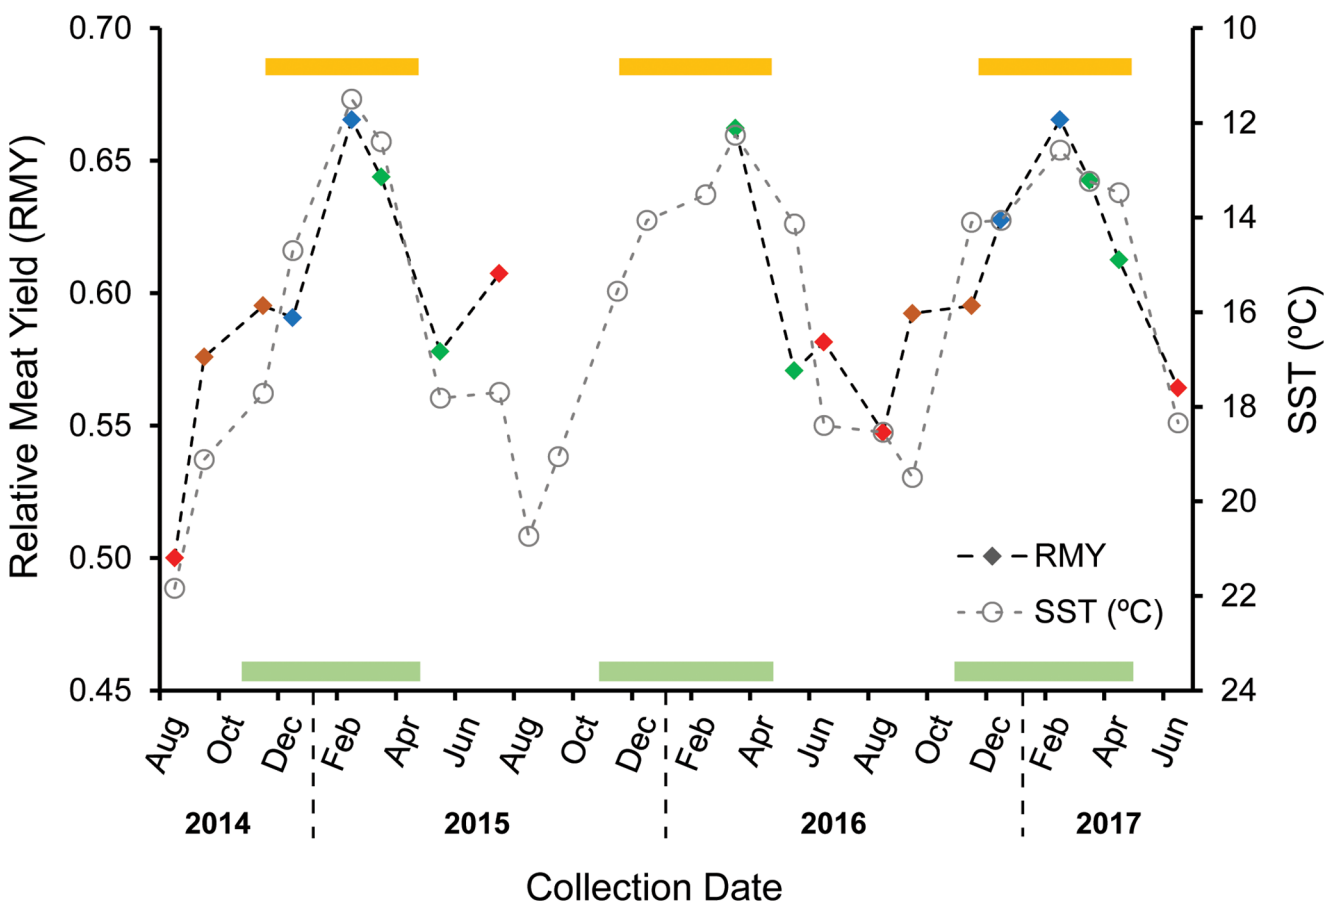 Relative Meat Yield (RMY)
0.70
0.65
0.60
0.55
0.50
0.45
10
12
14
16
18
20
22
24
SST (ºC)
RMY
SST (ºC)
Aug
Oct
Dec
Feb
Apr
Jun
Aug
Oct
Dec
Feb
Apr
Jun
Aug
Oct
Dec
Feb
Apr
Jun
2014
2015
2016
2017
Collection Date